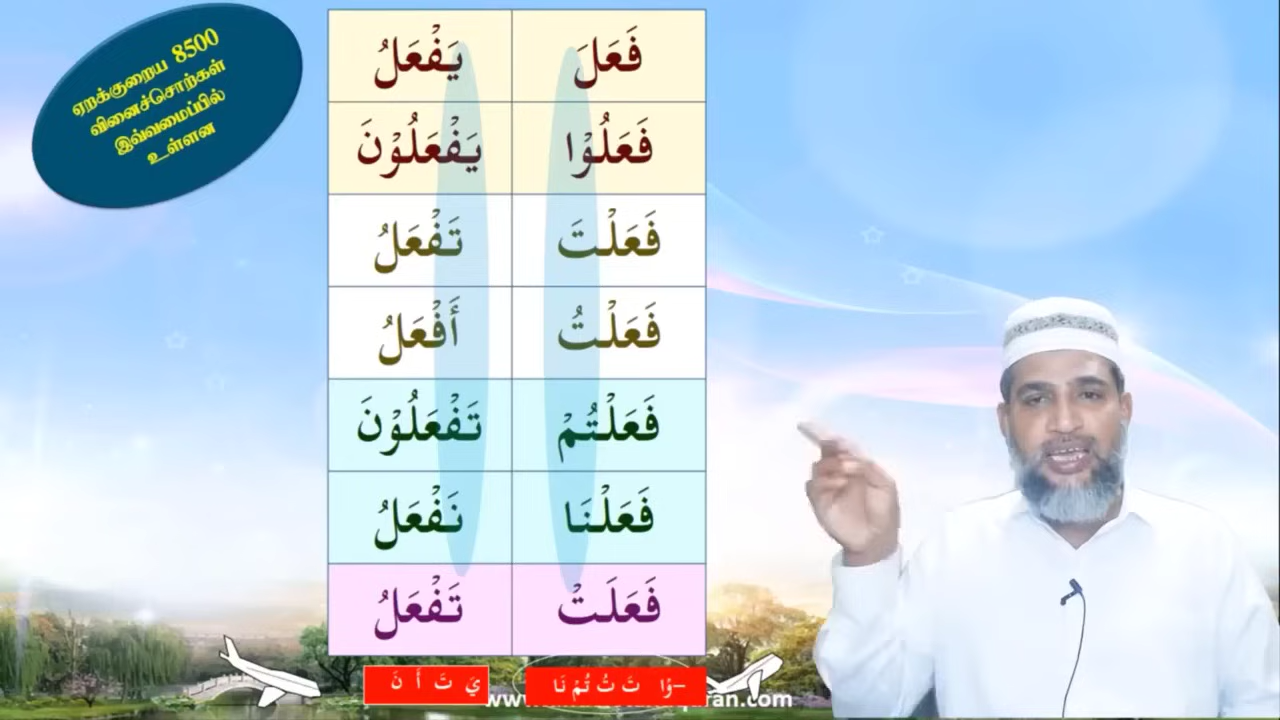 ஏறக்குறைய 8500
வினைச்சொற்கள்
இவ்வமைப்பில்
உள்ளன
فَعَلَ يَفْعَلُ
فَعَلُوْا يَفْعَلُوْنَ
فَعَلْتَ تَفْعَلُ
فَعَلْتُ أَفْعَلُ
فَعَلْتُمْ تَفْعَلُوْنَ
فَعَلْنَا نَفْعَلُ
فَعَلَتْ تَفْعَلُ
–وْا تَ تُ تُمْ نَا يَ تَ أَ نَ